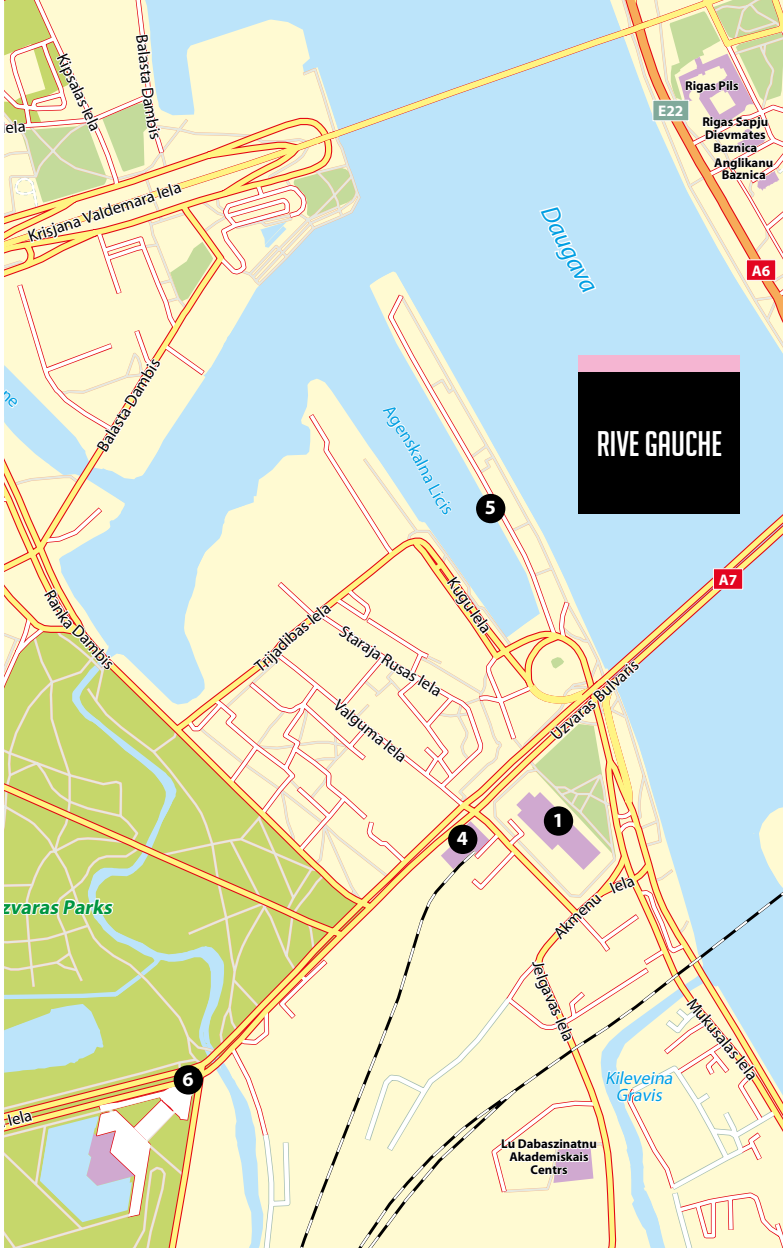 Balasta Dambis
Kipsalas Iela
iela
Rigas Pils
E22
Rigas Sapju
Dievmates
Baznica
Anglikanu
Baznica
Krisjana Valdemara Iela
Daugava
A6
Balasta Dambis
ne
Agenskalna Licis
RIVE GAUCHE
5
A7
Ranka Dambis
Kugu Iela
Trijadibas Iela
Staraja Rusas Iela
Uzvaras Bulvaris
Valguma Iela
1
4
zvaras Parks
Akmenu Iela
Jelgavas Iela
Mukusalas Iela
6
Kileveina
Gravis
Iela
Lu Dabaszinatnu
Akademiskais
Centrs